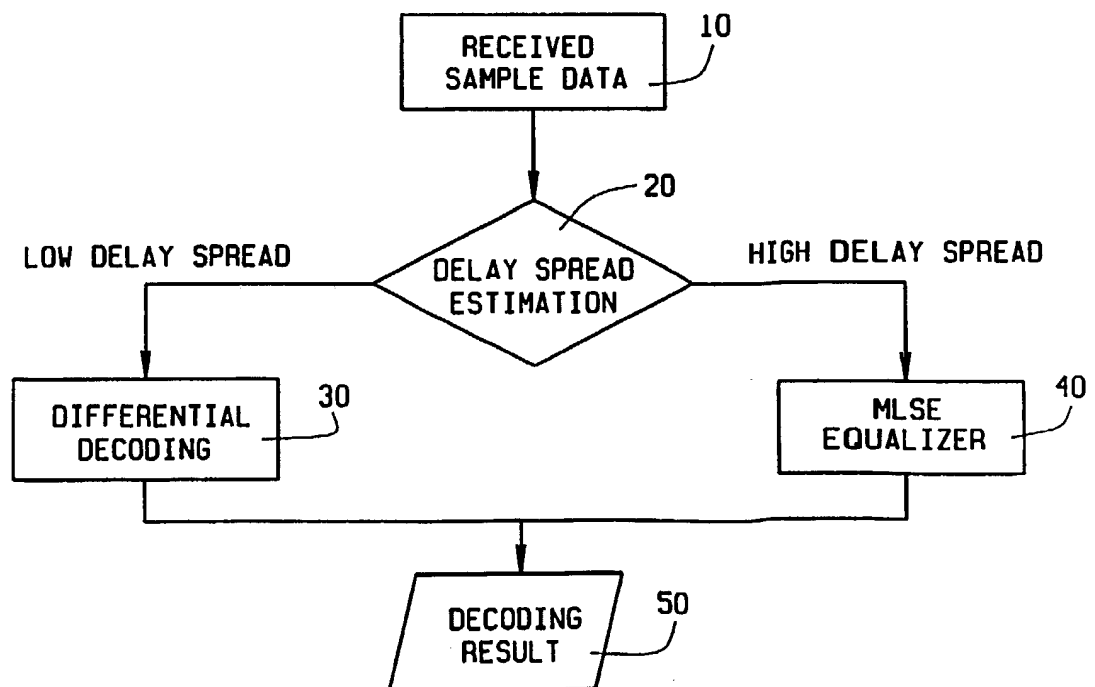 10
RECEIVED
SAMPLE DATA
20
LOW DELAY SPREAD
HIGH DELAY SPREAD
DELAY SPREAD
ESTIMATION
30
DIFFERENTIAL
DECODING
40
MLSE
EQUALIZER
50
DECODING
RESULT